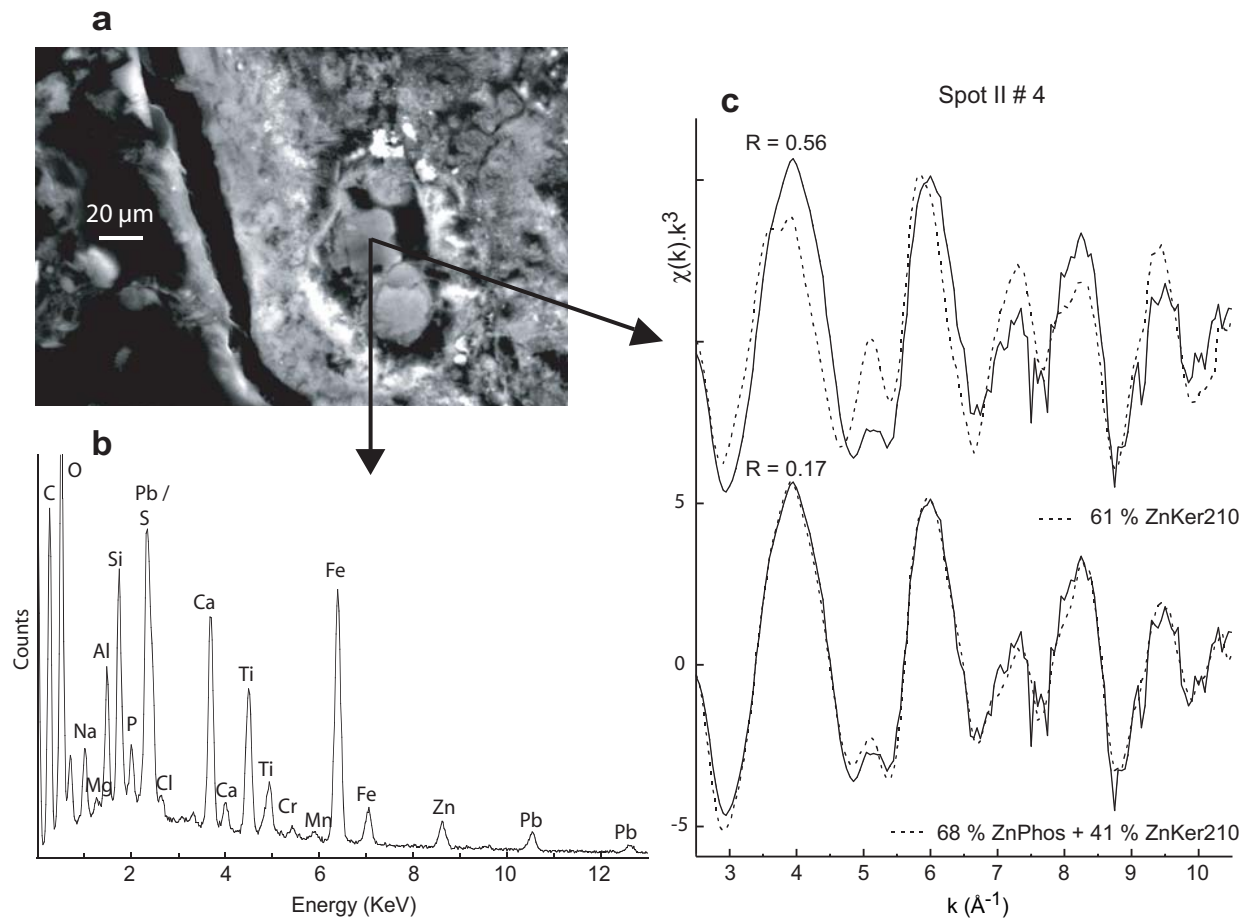 a
20 µm
b
C
O
Pb /
S
Si
Al
Na
Mg
P
Cl
Ca
Ca
Ti
Ti
Cr
Mn
Fe
Fe
Zn
Pb
Pb
Counts
2 4 6 8 10 12
Energy (KeV)
c
Spot II # 4
R = 0.56
χ(k).k³
61 % ZnKer210
R = 0.17
5
0
-5
68 % ZnPhos + 41 % ZnKer210
3 4 5 6 7 8 9 10
k (Å⁻¹)